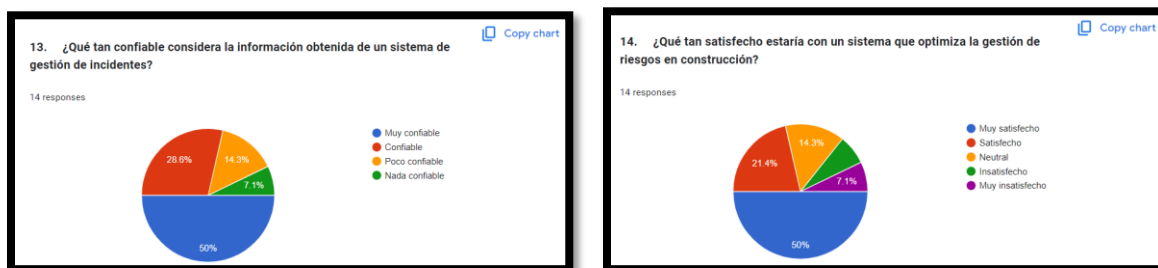 Copy chart
13. ¿Qué tan confiable considera la información obtenida de un sistema de
gestión de incidentes?
14 responses
28.6%
14.3%
7.1%
50%
Muy confiable
Confiable
Poco confiable
Nada confiable
Copy chart
14. ¿Qué tan satisfecho estaría con un sistema que optimiza la gestión de
riesgos en construcción?
14 responses
21.4%
14.3%
7.1%
50%
Muy satisfecho
Satisfecho
Neutral
Insatisfecho
Muy insatisfecho